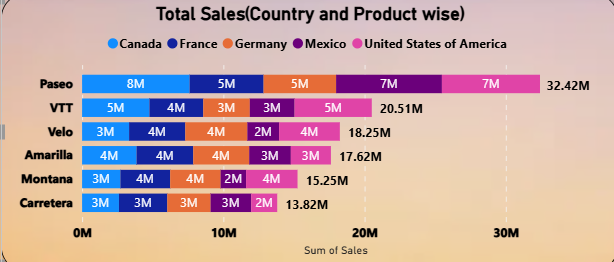 Total Sales(Country and Product wise)
Canada France Germany Mexico United States of America
Paseo 8M 5M 5M 7M 7M 32.42M
VTT 5M 4M 3M 3M 5M 20.51M
Velo 3M 4M 4M 2M 4M 18.25M
Amarilla 4M 4M 4M 3M 3M 17.62M
Montana 3M 4M 4M 2M 4M 15.25M
Carretera 3M 3M 3M 3M 2M 13.82M
0M 10M 20M 30M
Sum of Sales